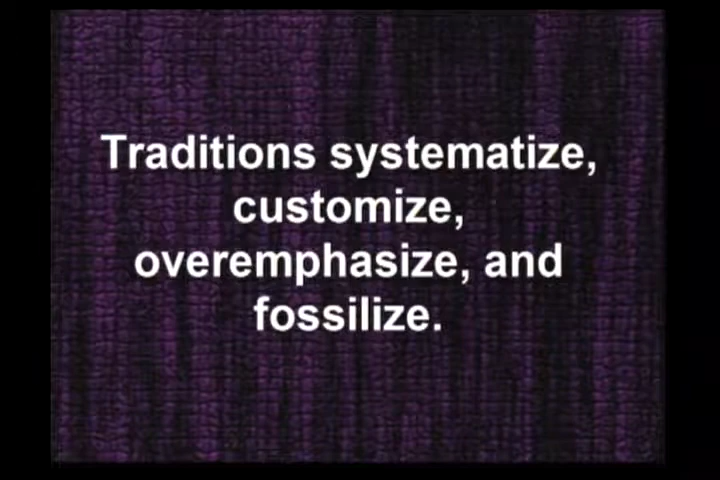 Traditions systematize,
customize,
overemphasize, and
fossilize.